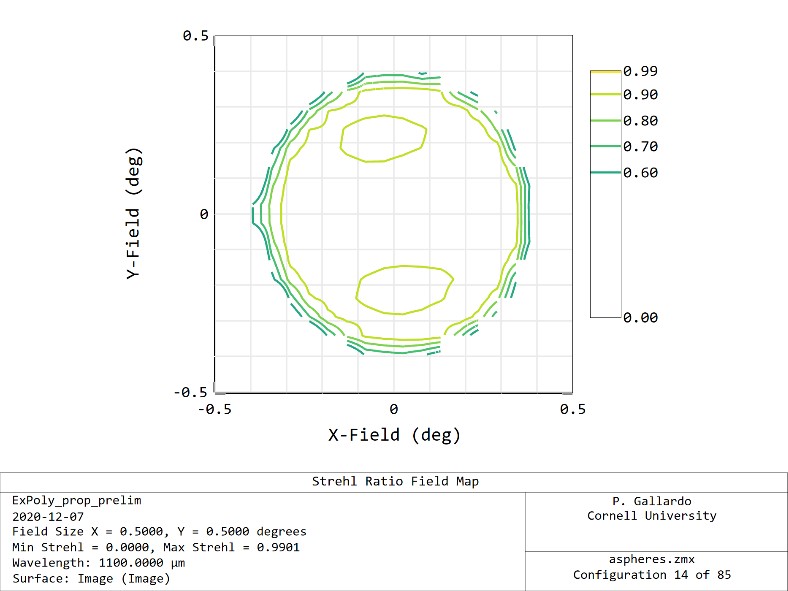 0.5
0
-0.5
Y-Field (deg)
-0.5
0
0.5
X-Field (deg)
0.99
0.90
0.80
0.70
0.60
0.00
Strehl Ratio Field Map
ExPoly_prop_prelim
2020-12-07
Field Size X = 0.5000, Y = 0.5000 degrees
Min Strehl = 0.0000, Max Strehl = 0.9901
Wavelength: 1100.0000 µm
Surface: Image (Image)
P. Gallardo
Cornell University
aspheres.zmx
Configuration 14 of 85